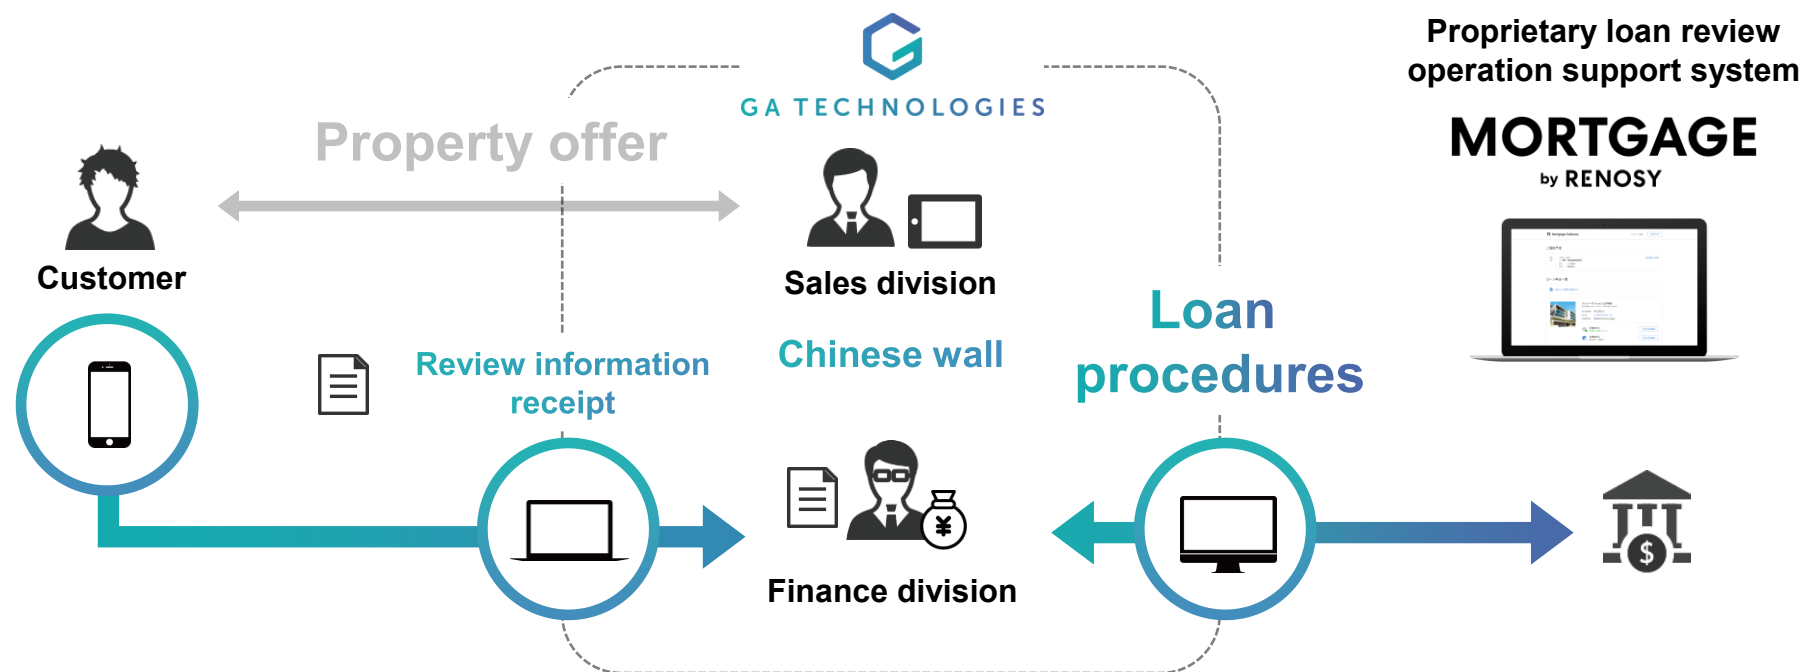 GA TECHNOLOGIES
Proprietary loan review
operation support system
MORTGAGE
by RENOSY
Property offer
Customer
Sales division
Chinese wall
Review information
receipt
Loan
procedures
¥
Finance division
$